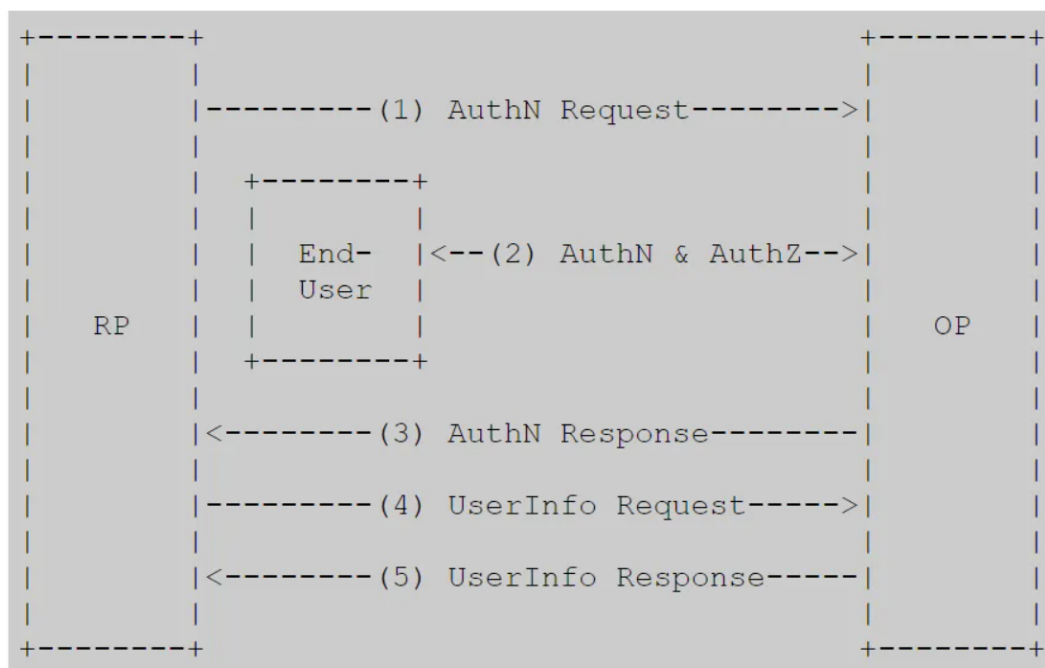 +--------+                                   +--------+
|        |                                   |        |
|        |---------(1) AuthN Request-------->|        |
|        |                                   |        |
|        |  +--------+                       |        |
|        |  |        |                       |        |
|        |  |  End-  |<--(2) AuthN & AuthZ-->|        |
|        |  |  User  |                       |        |
|   RP   |  |        |                       |   OP   |
|        |  +--------+                       |        |
|        |                                   |        |
|        |<--------(3) AuthN Response--------|        |
|        |                                   |        |
|        |---------(4) UserInfo Request----->|        |
|        |                                   |        |
|        |<--------(5) UserInfo Response-----|        |
|        |                                   |        |
+--------+                                   +--------+